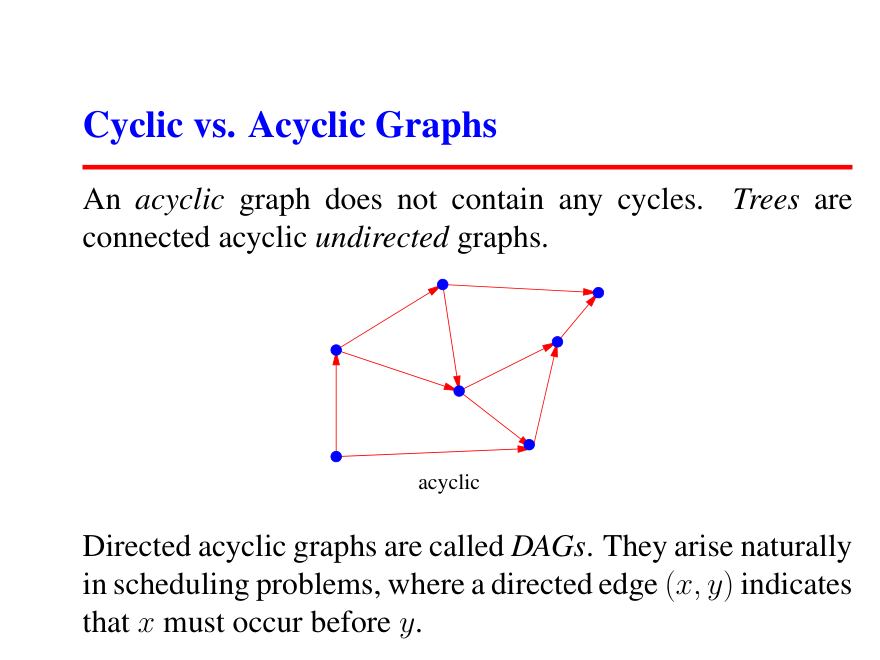 Cyclic vs. Acyclic Graphs
An acyclic graph does not contain any cycles. Trees are
connected acyclic undirected graphs.
acyclic
Directed acyclic graphs are called DAGs. They arise naturally
in scheduling problems, where a directed edge (x, y) indicates
that x must occur before y.